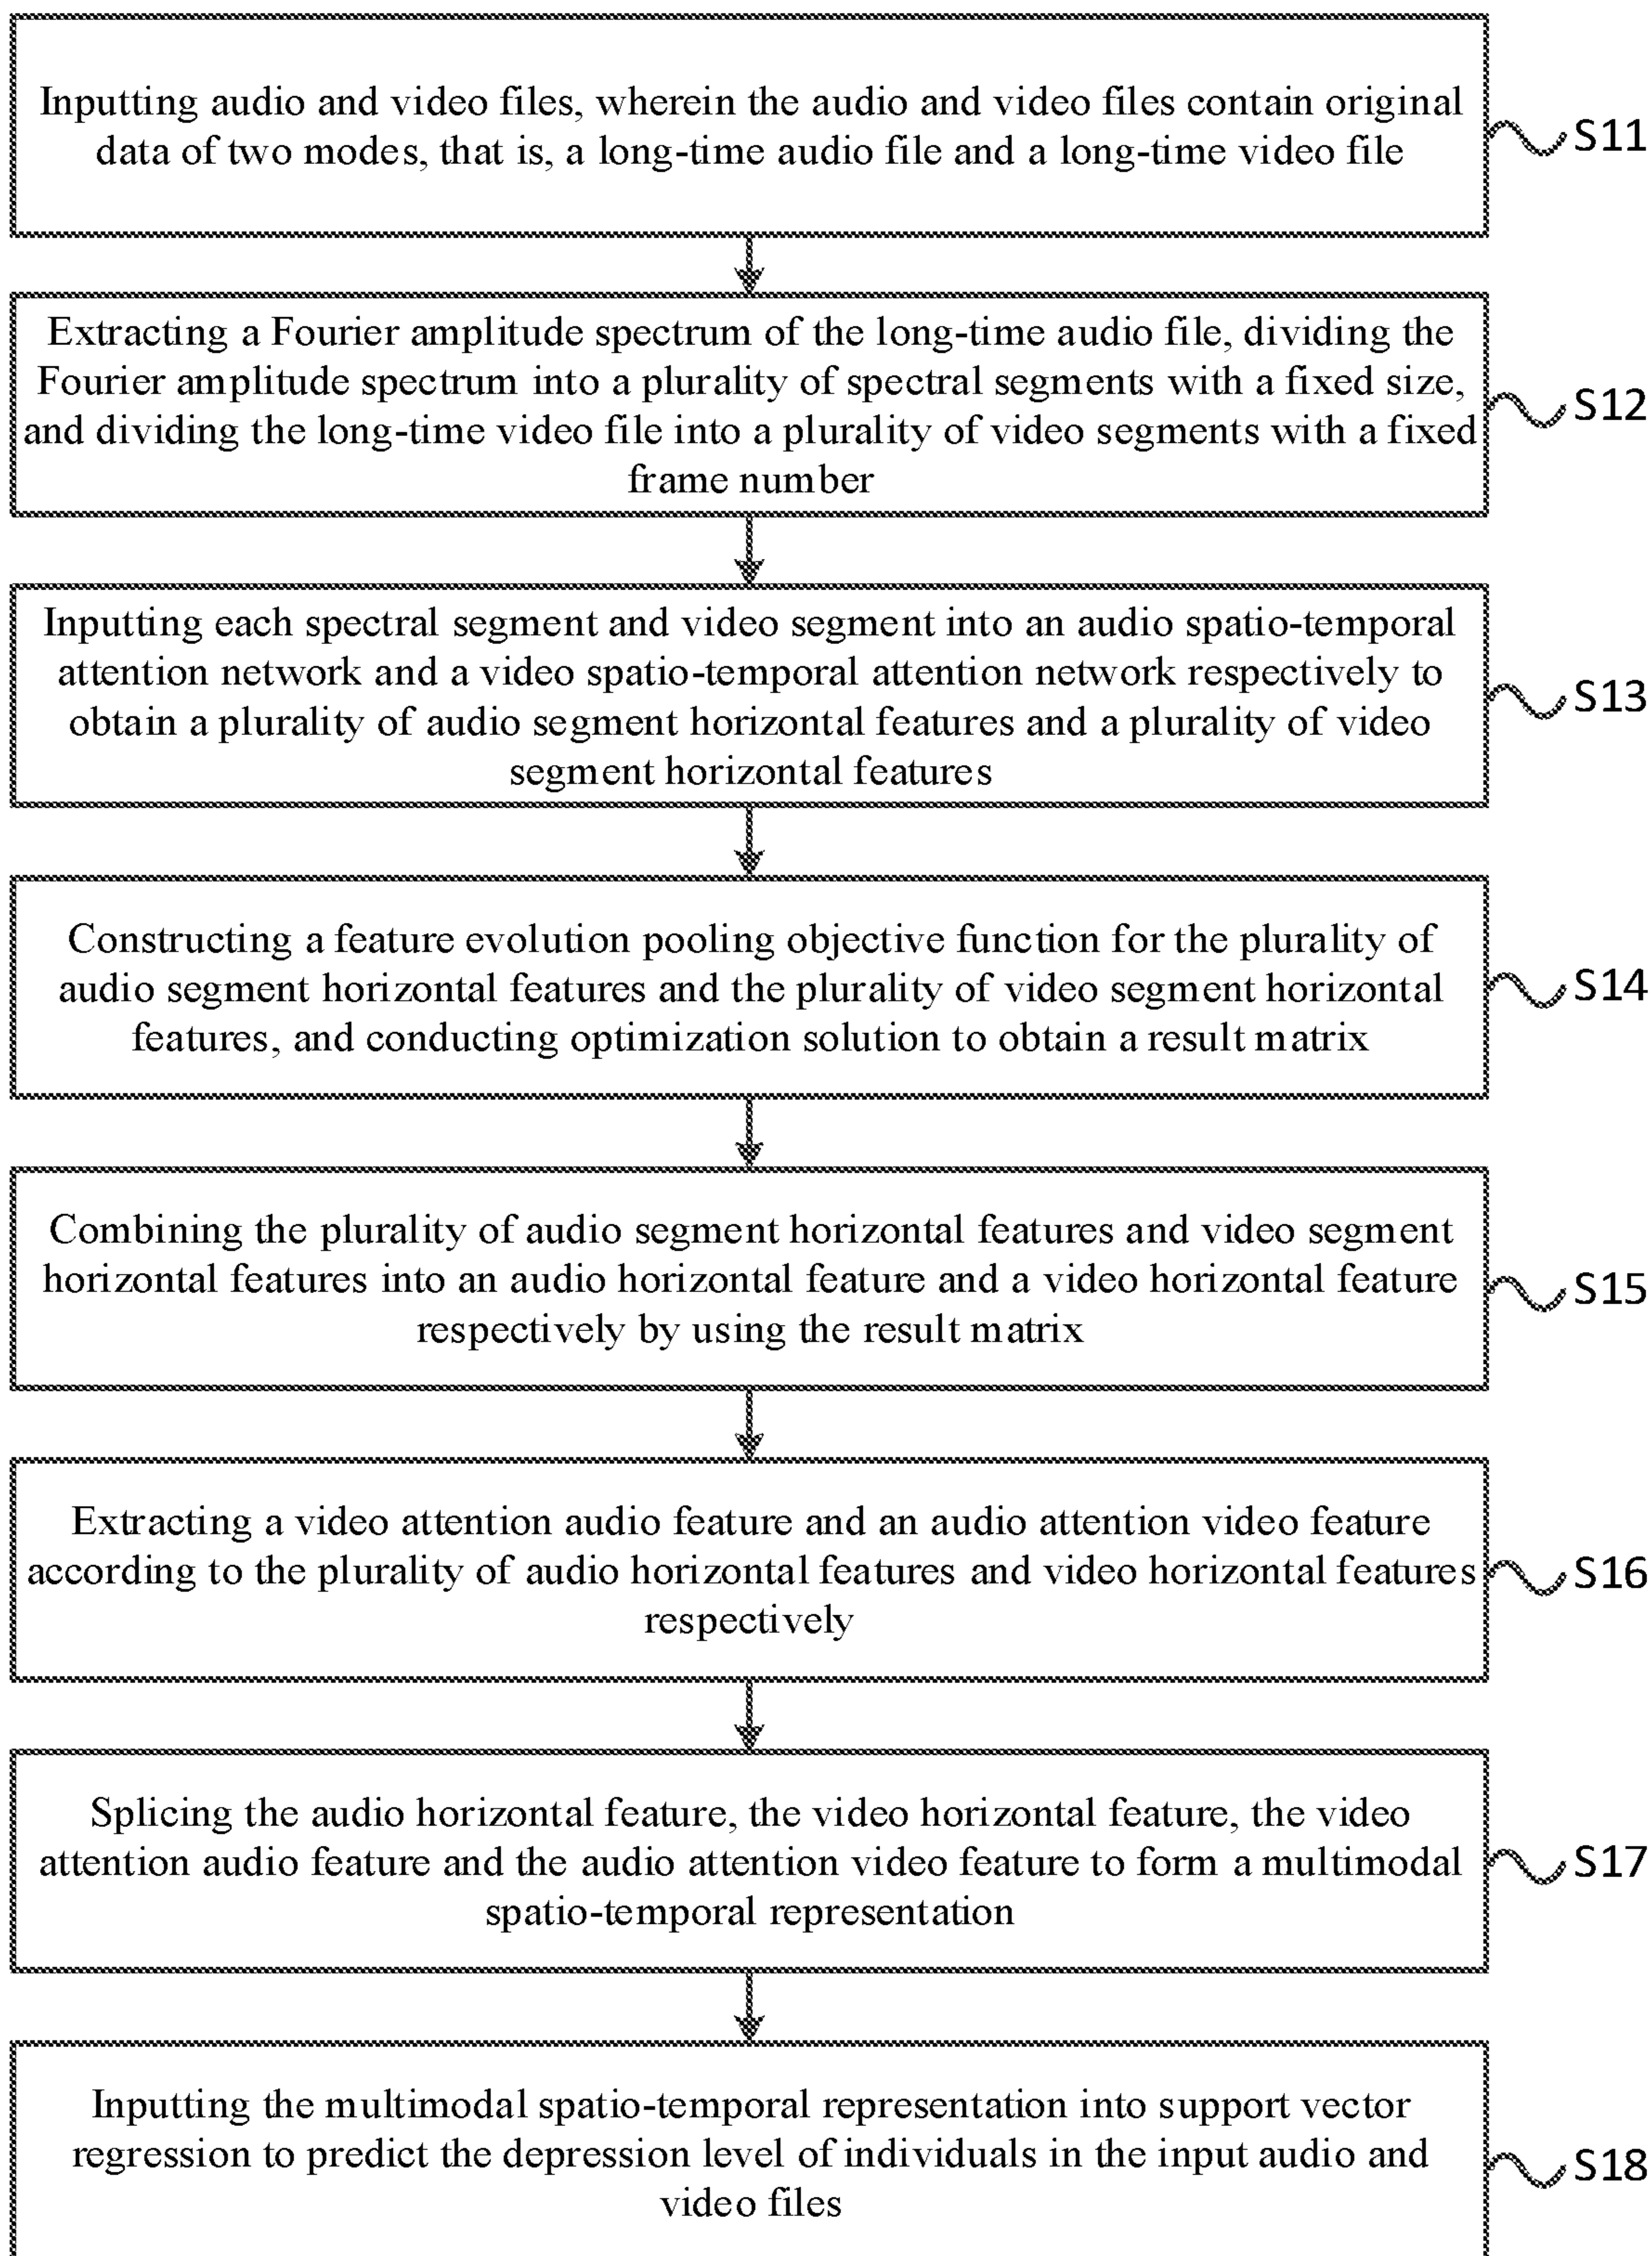 Inputting audio and video files, wherein the audio and video files contain original
data of two modes, that is, a long-time audio file and a long-time video file
S11
Extracting a Fourier amplitude spectrum of the long-time audio file, dividing the
Fourier amplitude spectrum into a plurality of spectral segments with a fixed size,
and dividing the long-time video file into a plurality of video segments with a fixed
frame number
S12
Inputting each spectral segment and video segment into an audio spatio-temporal
attention network and a video spatio-temporal attention network respectively to
obtain a plurality of audio segment horizontal features and a plurality of video
segment horizontal features
S13
Constructing a feature evolution pooling objective function for the plurality of
audio segment horizontal features and the plurality of video segment horizontal
features, and conducting optimization solution to obtain a result matrix
S14
Combining the plurality of audio segment horizontal features and video segment
horizontal features into an audio horizontal feature and a video horizontal feature
respectively by using the result matrix
S15
Extracting a video attention audio feature and an audio attention video feature
according to the plurality of audio horizontal features and video horizontal features
respectively
S16
Splicing the audio horizontal feature, the video horizontal feature, the video
attention audio feature and the audio attention video feature to form a multimodal
spatio-temporal representation
S17
Inputting the multimodal spatio-temporal representation into support vector
regression to predict the depression level of individuals in the input audio and
video files
S18